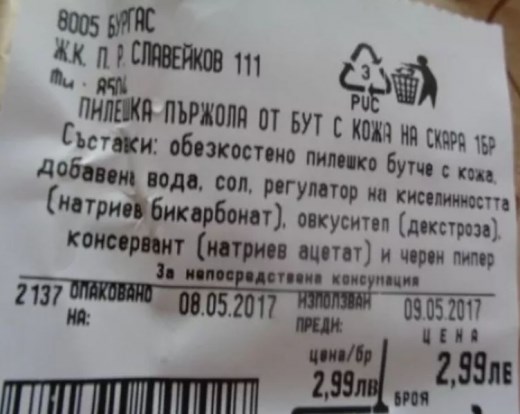 8005 БУРГАС
Ж.К. П. Р. СЛАВЕЙКОВ 111
3
PVC
ПИЛЕШКА ПЪРЖОЛА ОТ БУТ С КОЖА НА СКАРА 1БР
Съставки: обезкостено пилешко бутче с кожа,
добавена вода, сол, регулатор на киселинността
(натриев бикарбонат), овкусител (декстроза),
консервант (натриев ацетат) и черен пипер
За непосредствена консумация
2137 ОПАКОВАНО НА: 08.05.2017 ИЗПОЛЗВАЙ ПРЕДИ: 09.05.2017
цена/бр ЦЕНА
2,99лв БРОЯ 2,99лв